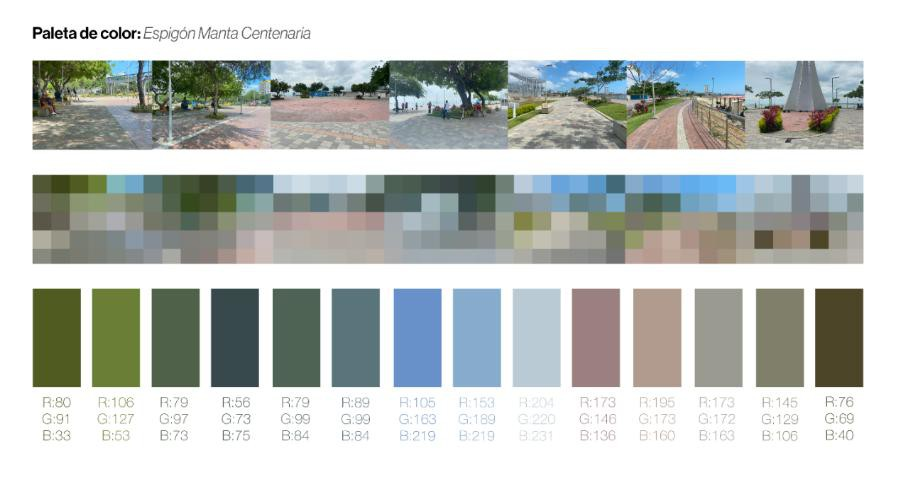 Paleta de color: Espigón Manta Centenaria
R:80 R:106 R:79 R:56 R:79 R:89 R:105 R:153 R:204 R:173 R:195 R:173 R:145 R:76
G:91 G:127 G:97 G:73 G:99 G:99 G:163 G:189 G:220 G:146 G:173 G:172 G:129 G:69
B:33 B:53 B:73 B:75 B:84 B:84 B:219 B:219 B:231 B:136 B:160 B:163 B:106 B:40